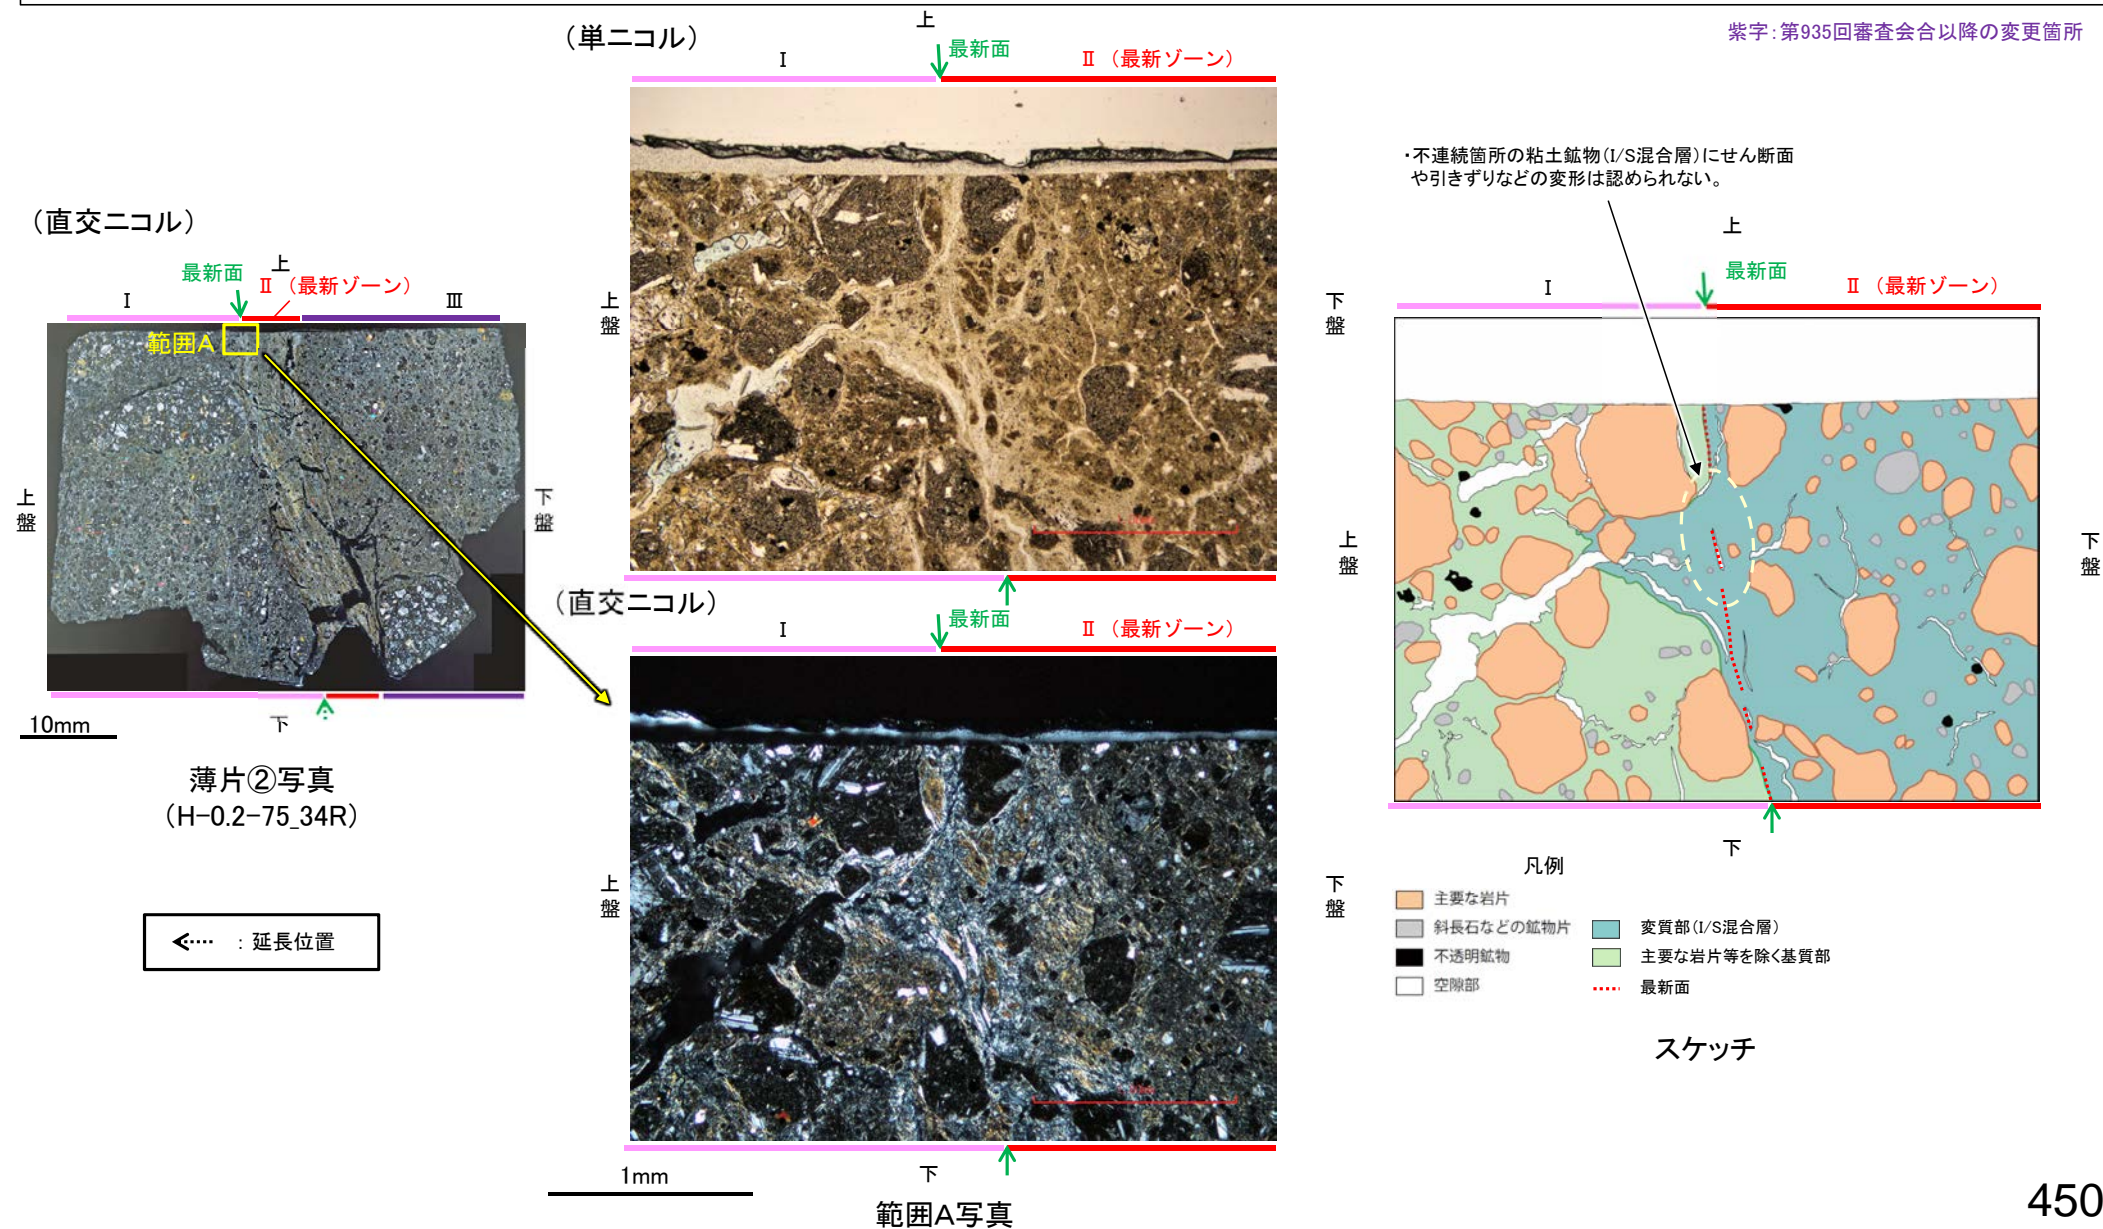 紫字：第935回審査会合以降の変更箇所
（直交ニコル）
最新面
上
Ⅱ（最新ゾーン）
Ⅰ
Ⅲ
範囲A
上盤
下盤
下
10mm
薄片②写真
（H-0.2-75_34R）
：延長位置
（単ニコル）
上
最新面
Ⅰ
Ⅱ（最新ゾーン）
上盤
下盤
（直交ニコル）
最新面
Ⅰ
Ⅱ（最新ゾーン）
上盤
下盤
下
1mm
範囲A写真
・不連続箇所の粘土鉱物（I/S混合層）にせん断面
や引きずりなどの変形は認められない。
上
最新面
Ⅰ
Ⅱ（最新ゾーン）
上盤
下盤
下
凡例
主要な岩片
斜長石などの鉱物片
不透明鉱物
空隙部
変質部（I/S混合層）
主要な岩片等を除く基質部
最新面
スケッチ
450